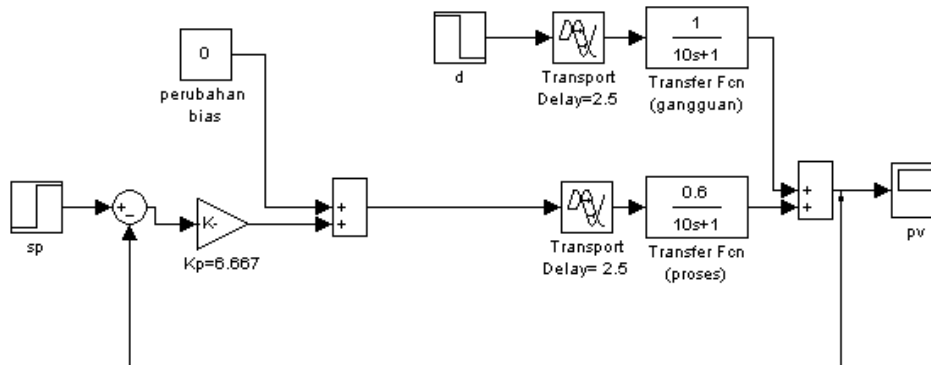 0
perubahan
bias
d
Transport
Delay=2.5
1
10s+1
Transfer Fcn
(gangguan)
sp
+
-
K-
Kp=6.667
+
+
Transport
Delay= 2.5
0.6
10s+1
Transfer Fcn
(proses)
+
+
pv